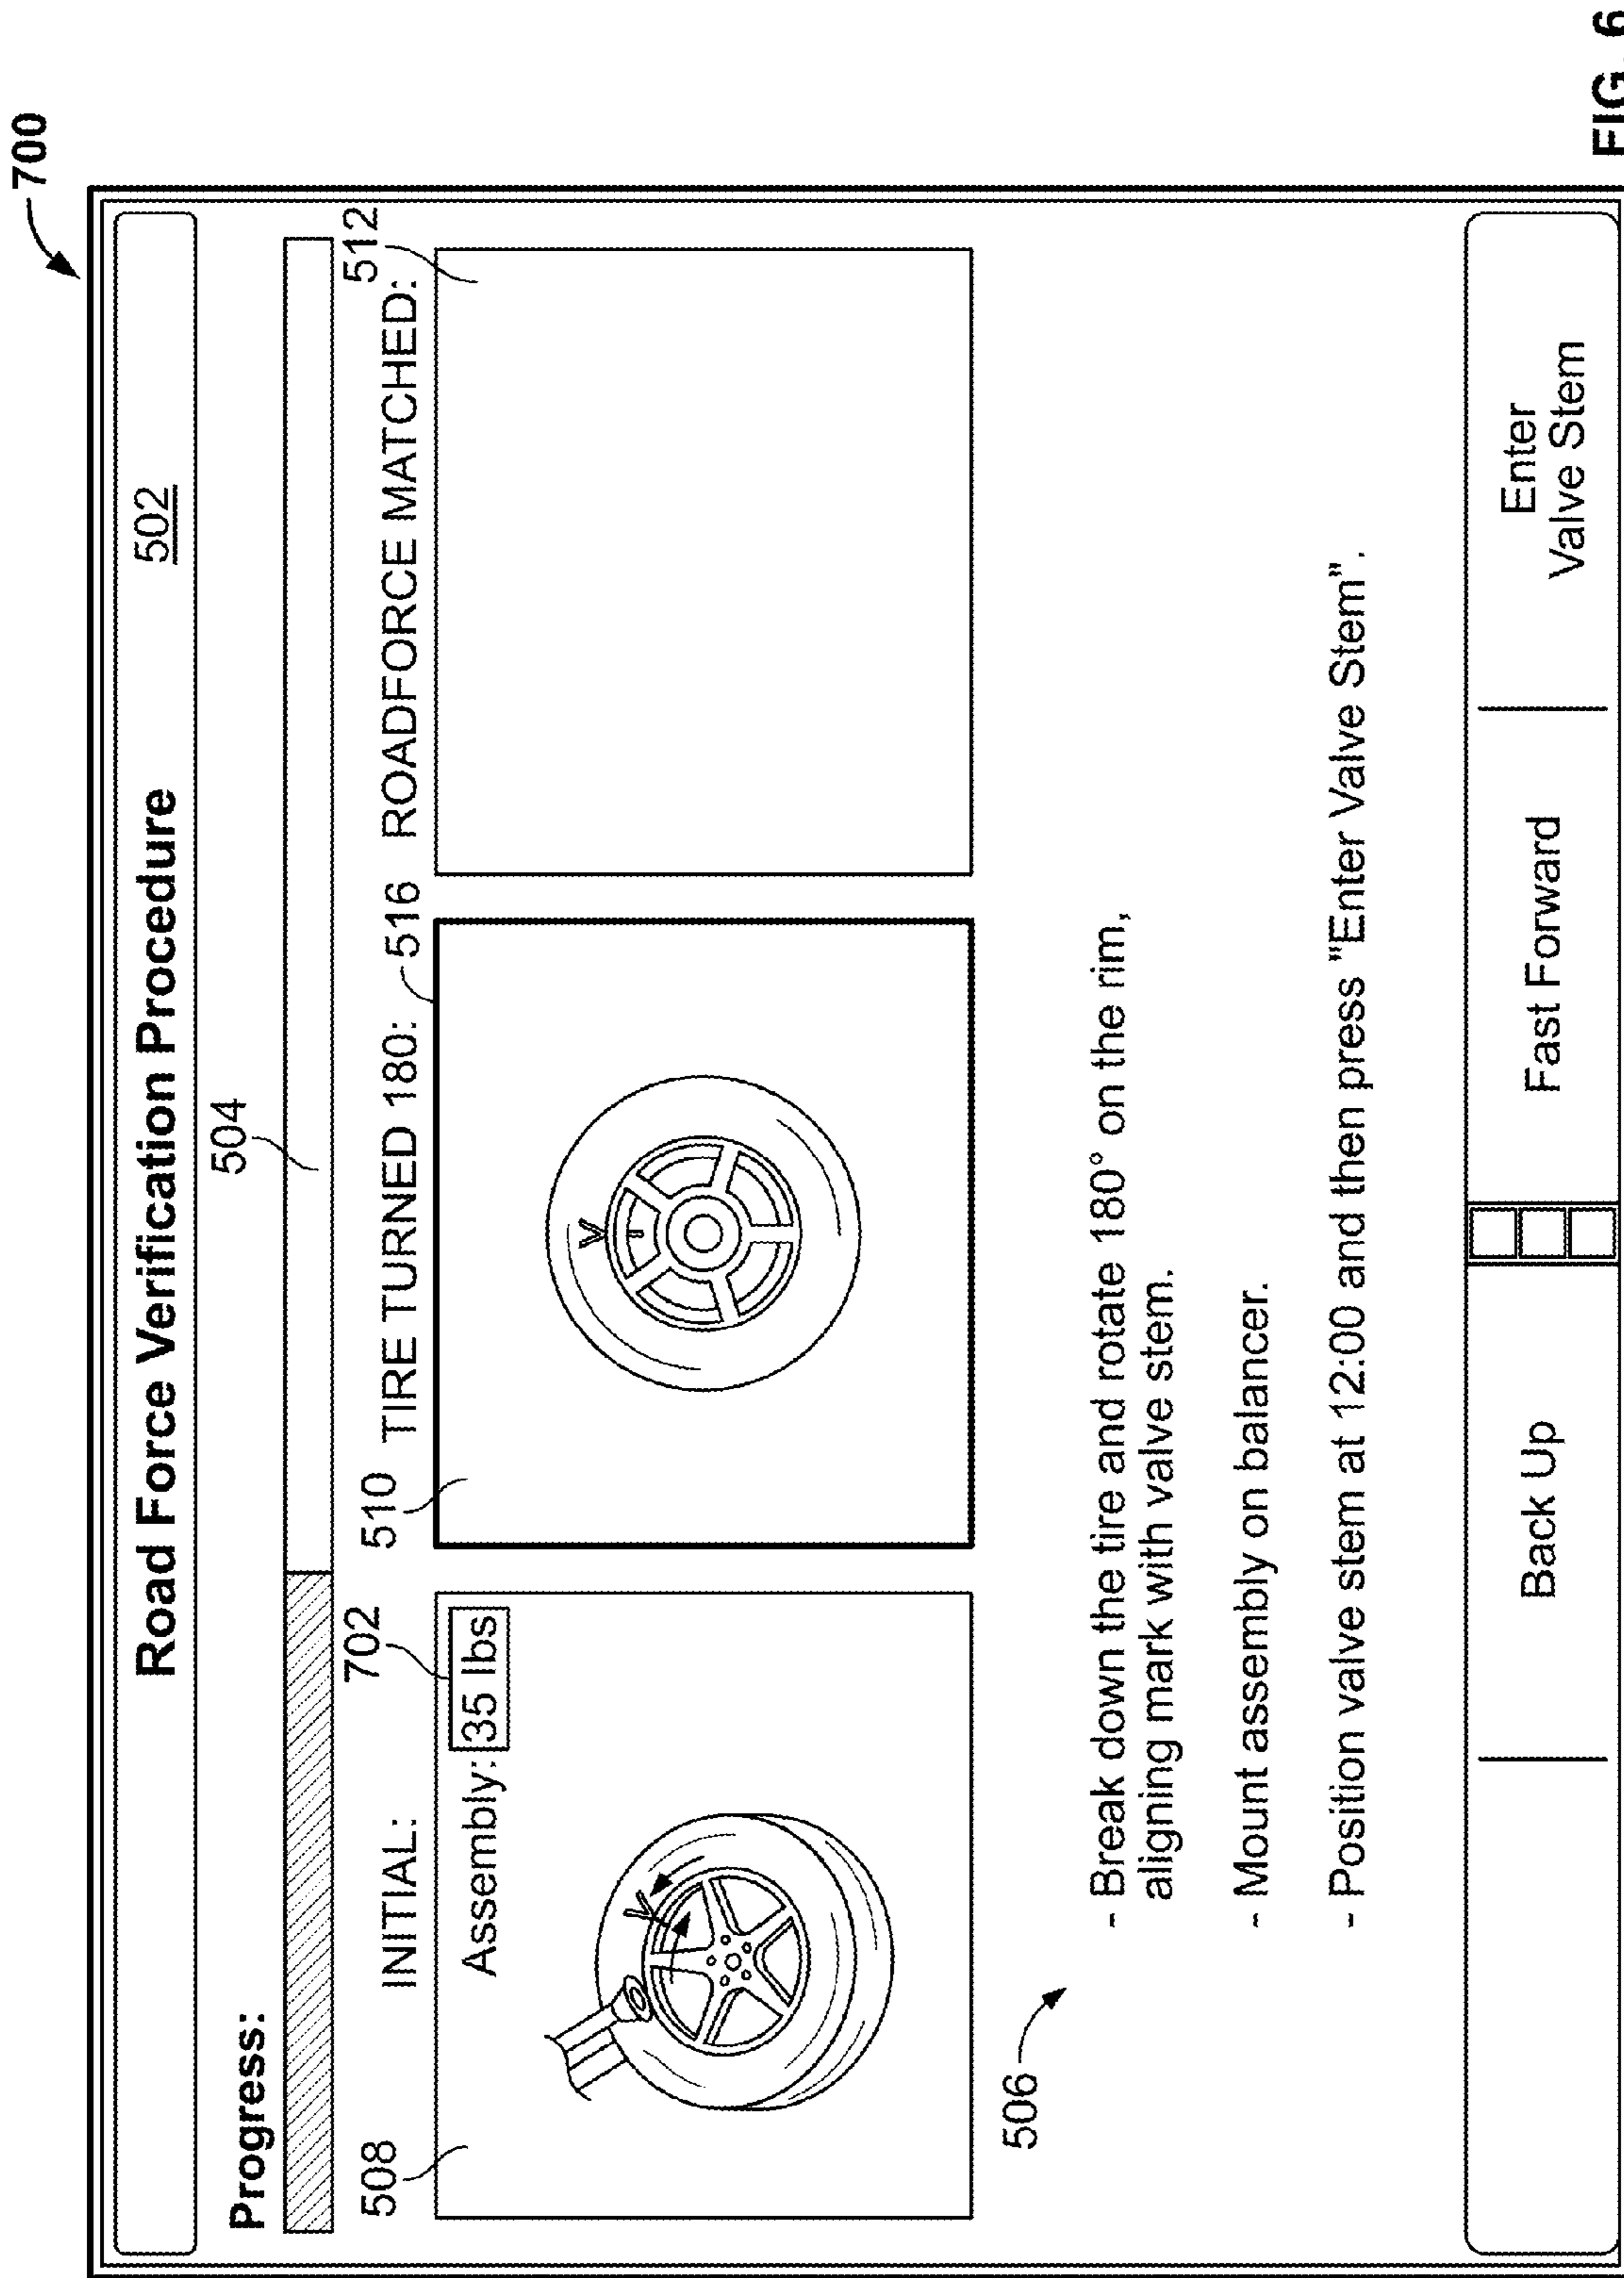 700
Road Force Verification Procedure 502
Progress:
504
508 INITIAL: 702 510 TIRE TURNED 180: 516 ROADFORCE MATCHED: 512
Assembly: 35 lbs
506
- Break down the tire and rotate 180° on the rim,
aligning mark with valve stem.
- Mount assembly on balancer.
- Position valve stem at 12:00 and then press "Enter Valve Stem".
Back Up
Fast Forward
Enter
Valve Stem
FIG. 6